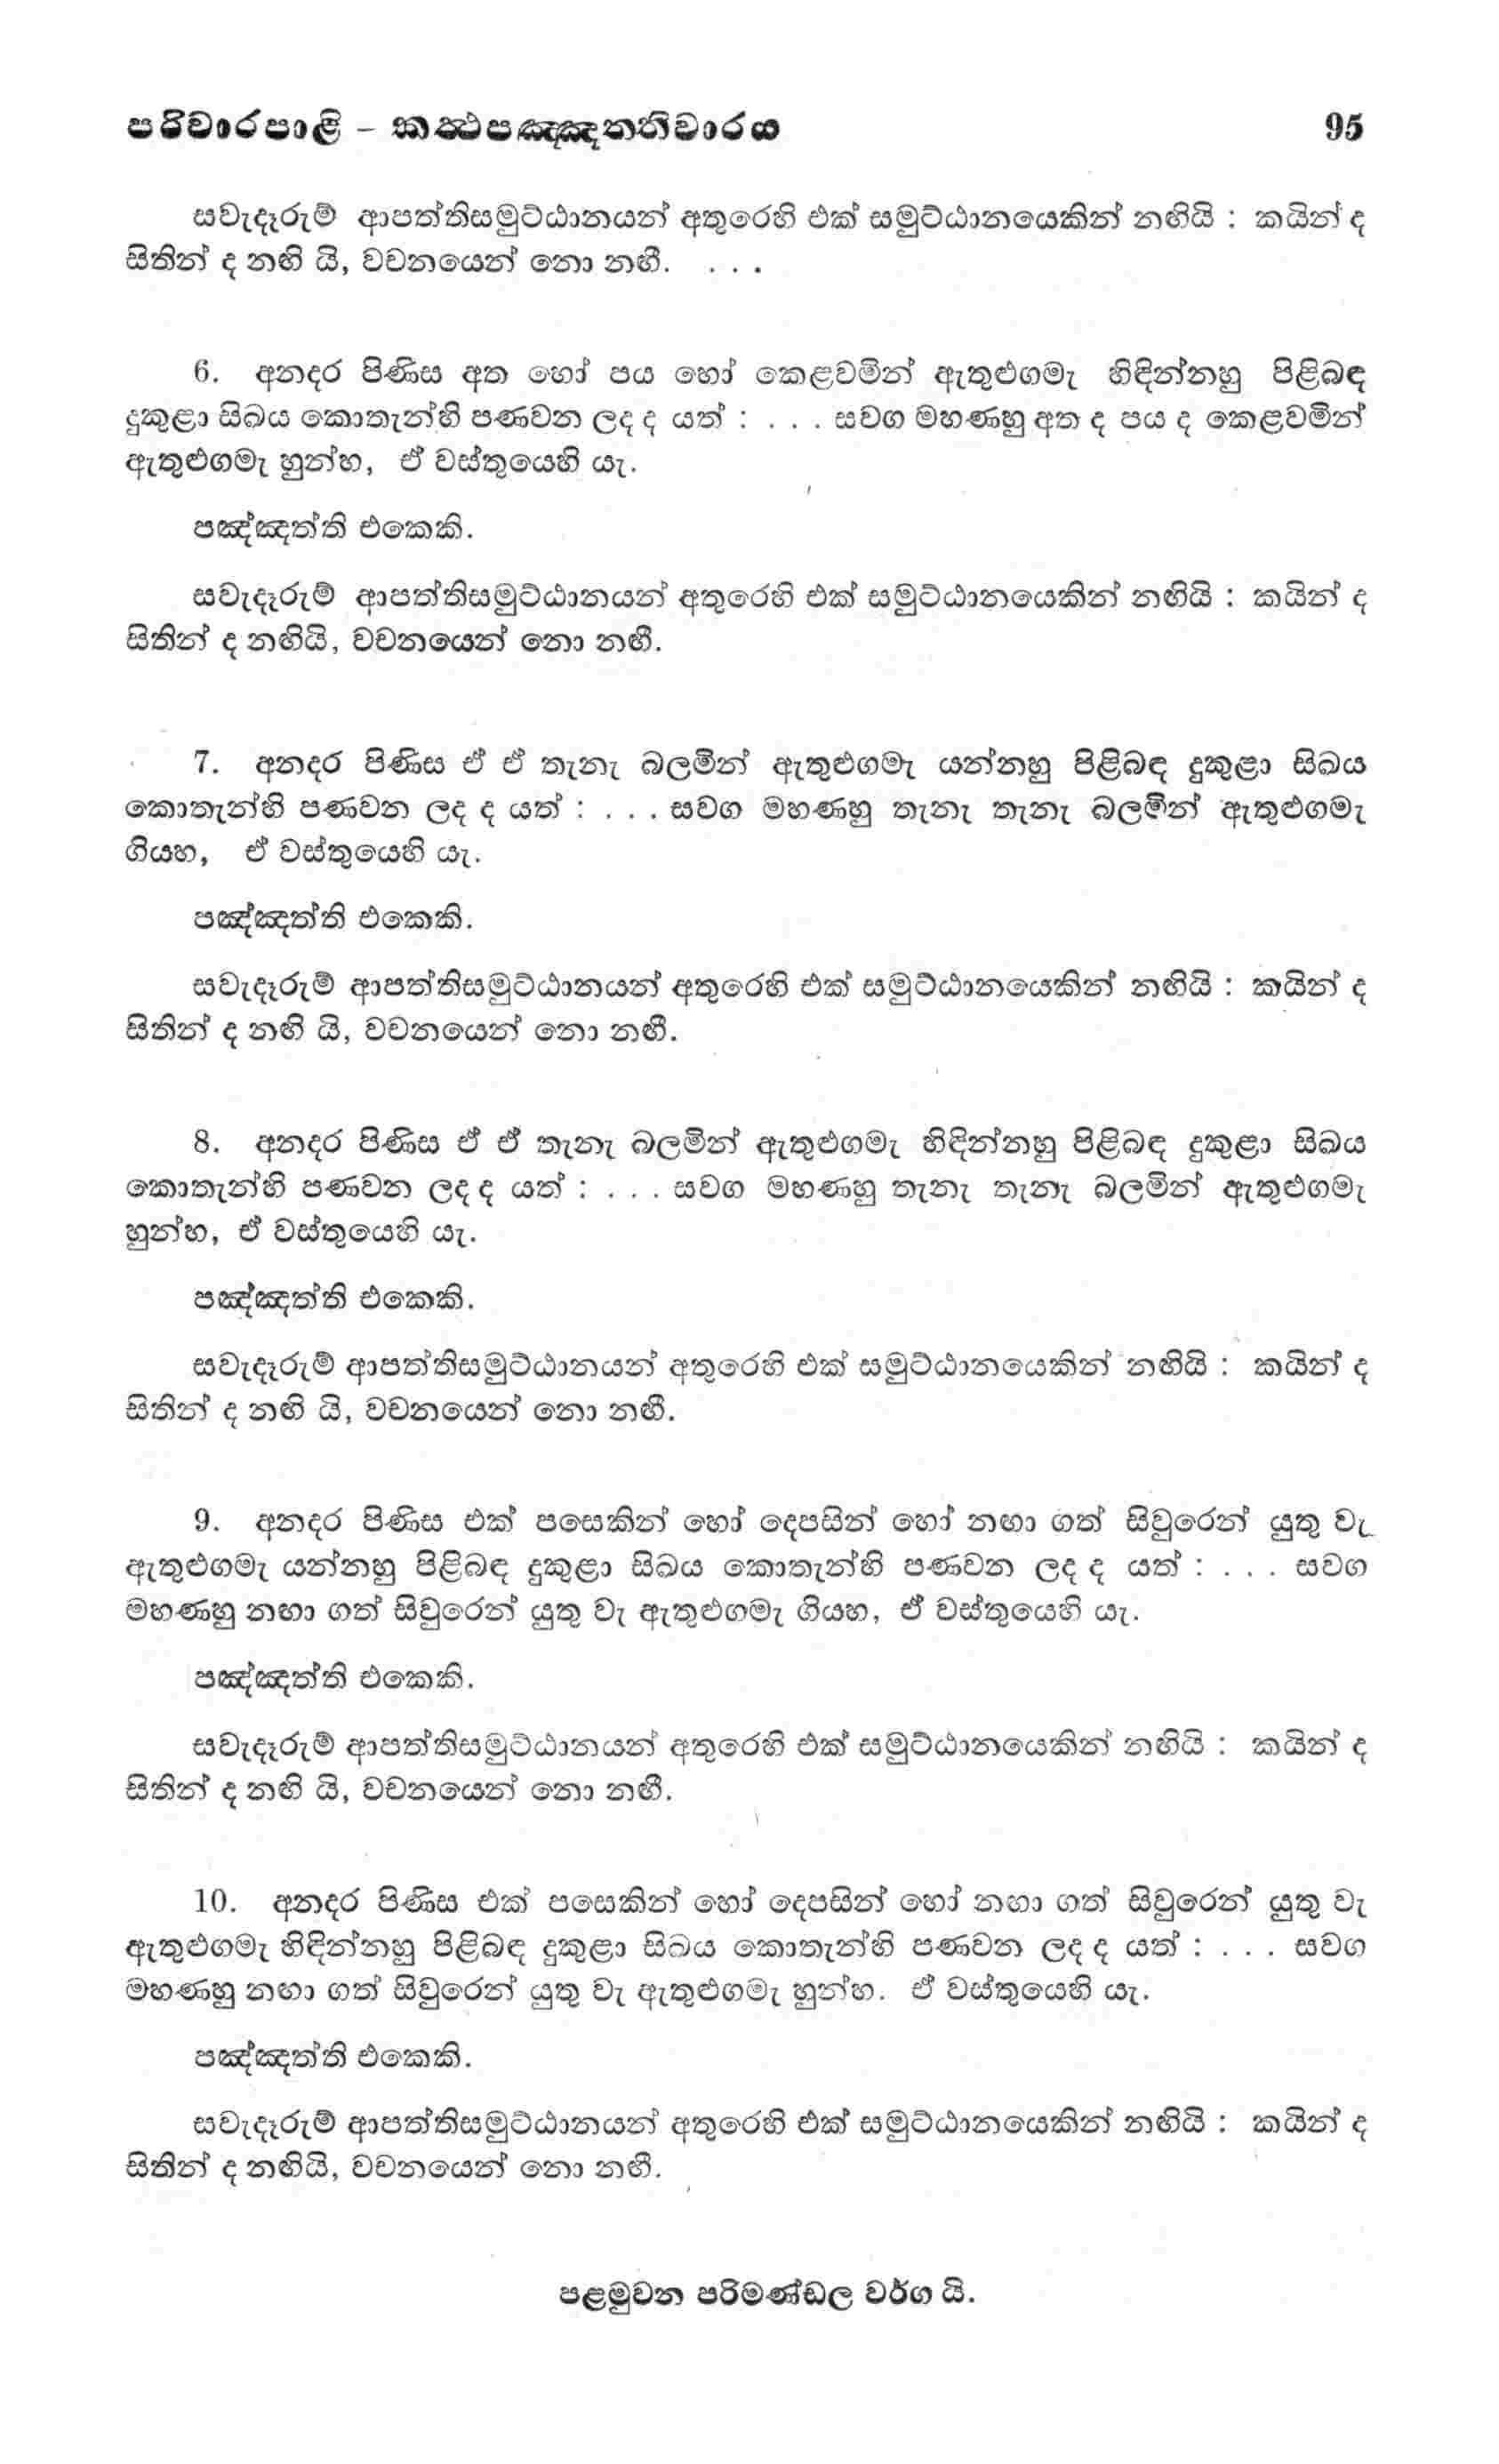 පරිවාරපාළි – කත්‍ථපඤ්ඤත්තිවාරය 95
සවැදෑරුම් ආපත්තිසමුට්ඨානයන් අතුරෙහි එක් සමුට්ඨානයෙකින් නඟියි : කයින් ද
සිතින් ද නඟි යි, වචනයෙන් නො නඟී. . . .
6. අනදර පිණිස අත හෝ පය හෝ කෙළවමින් ඇතුළුගමැ හිඳින්නහු පිළිබඳ
දුකුළා සිඛය කොතැන්හි පණවන ලද ද යත් : . . . සවග මහණහු අත ද පය ද කෙළවමින්
ඇතුළුගමැ හුන්හ, ඒ වස්තුයෙහි යැ.
පඤ්ඤත්ති එකෙකි.
සවැදෑරුම් ආපත්තිසමුට්ඨානයන් අතුරෙහි එක් සමුට්ඨානයෙකින් නඟියි : කයින් ද
සිතින් ද නඟියි, වචනයෙන් නො නඟී.
7. අනදර පිණිස ඒ ඒ තැනැ බලමින් ඇතුළුගමැ යන්නහු පිළිබඳ දුකුළා සිඛය
කොතැන්හි පණවන ලද ද යත් : . . . සවග මහණහු තැනැ තැනැ බලමින් ඇතුළුගමැ
ගියහ, ඒ වස්තුයෙහි යැ.
පඤ්ඤත්ති එකෙකි.
සවැදෑරුම් ආපත්තිසමුට්ඨානයන් අතුරෙහි එක් සමුට්ඨානයෙකින් නඟියි : කයින් ද
සිතින් ද නඟි යි, වචනයෙන් නො නඟී.
8. අනදර පිණිස ඒ ඒ තැනැ බලමින් ඇතුළුගමැ හිඳින්නහු පිළිබඳ දුකුළා සිඛය
කොතැන්හි පණවන ලද ද යත් : . . . සවග මහණහු තැනැ තැනැ බලමින් ඇතුළුගමැ
හුන්හ, ඒ වස්තුයෙහි යැ.
පඤ්ඤත්ති එකෙකි.
සවැදෑරුම් ආපත්තිසමුට්ඨානයන් අතුරෙහි එක් සමුට්ඨානයෙකින් නඟියි : කයින් ද
සිතින් ද නඟි යි, වචනයෙන් නො නඟී.
9. අනදර පිණිස එක් පසෙකින් හෝ දෙපසින් හෝ නඟා ගත් සිවුරෙන් යුතු වැ
ඇතුළුගමැ යන්නහු පිළිබඳ දුකුළා සිඛය කොතැන්හි පණවන ලද ද යත් : . . . සවග
මහණහු නඟා ගත් සිවුරෙන් යුතු වැ ඇතුළුගමැ ගියහ, ඒ වස්තුයෙහි යැ.
පඤ්ඤත්ති එකෙකි.
සවැදෑරුම් ආපත්තිසමුට්ඨානයන් අතුරෙහි එක් සමුට්ඨානයෙකින් නඟියි : කයින් ද
සිතින් ද නඟි යි, වචනයෙන් නො නඟී.
10. අනදර පිණිස එක් පසෙකින් හෝ දෙපසින් හෝ නඟා ගත් සිවුරෙන් යුතු වැ
ඇතුළුගමැ හිඳින්නහු පිළිබඳ දුකුළා සිඛය කොතැන්හි පණවන ලද ද යත් : . . . සවග
මහණහු නඟා ගත් සිවුරෙන් යුතු වැ ඇතුළුගමැ හුන්හ. ඒ වස්තුයෙහි යැ.
පඤ්ඤත්ති එකෙකි.
සවැදෑරුම් ආපත්තිසමුට්ඨානයන් අතුරෙහි එක් සමුට්ඨානයෙකින් නඟියි : කයින් ද
සිතින් ද නඟියි, වචනයෙන් නො නඟී.
පළමුවන පරිමණ්ඩල වර්ග යි.